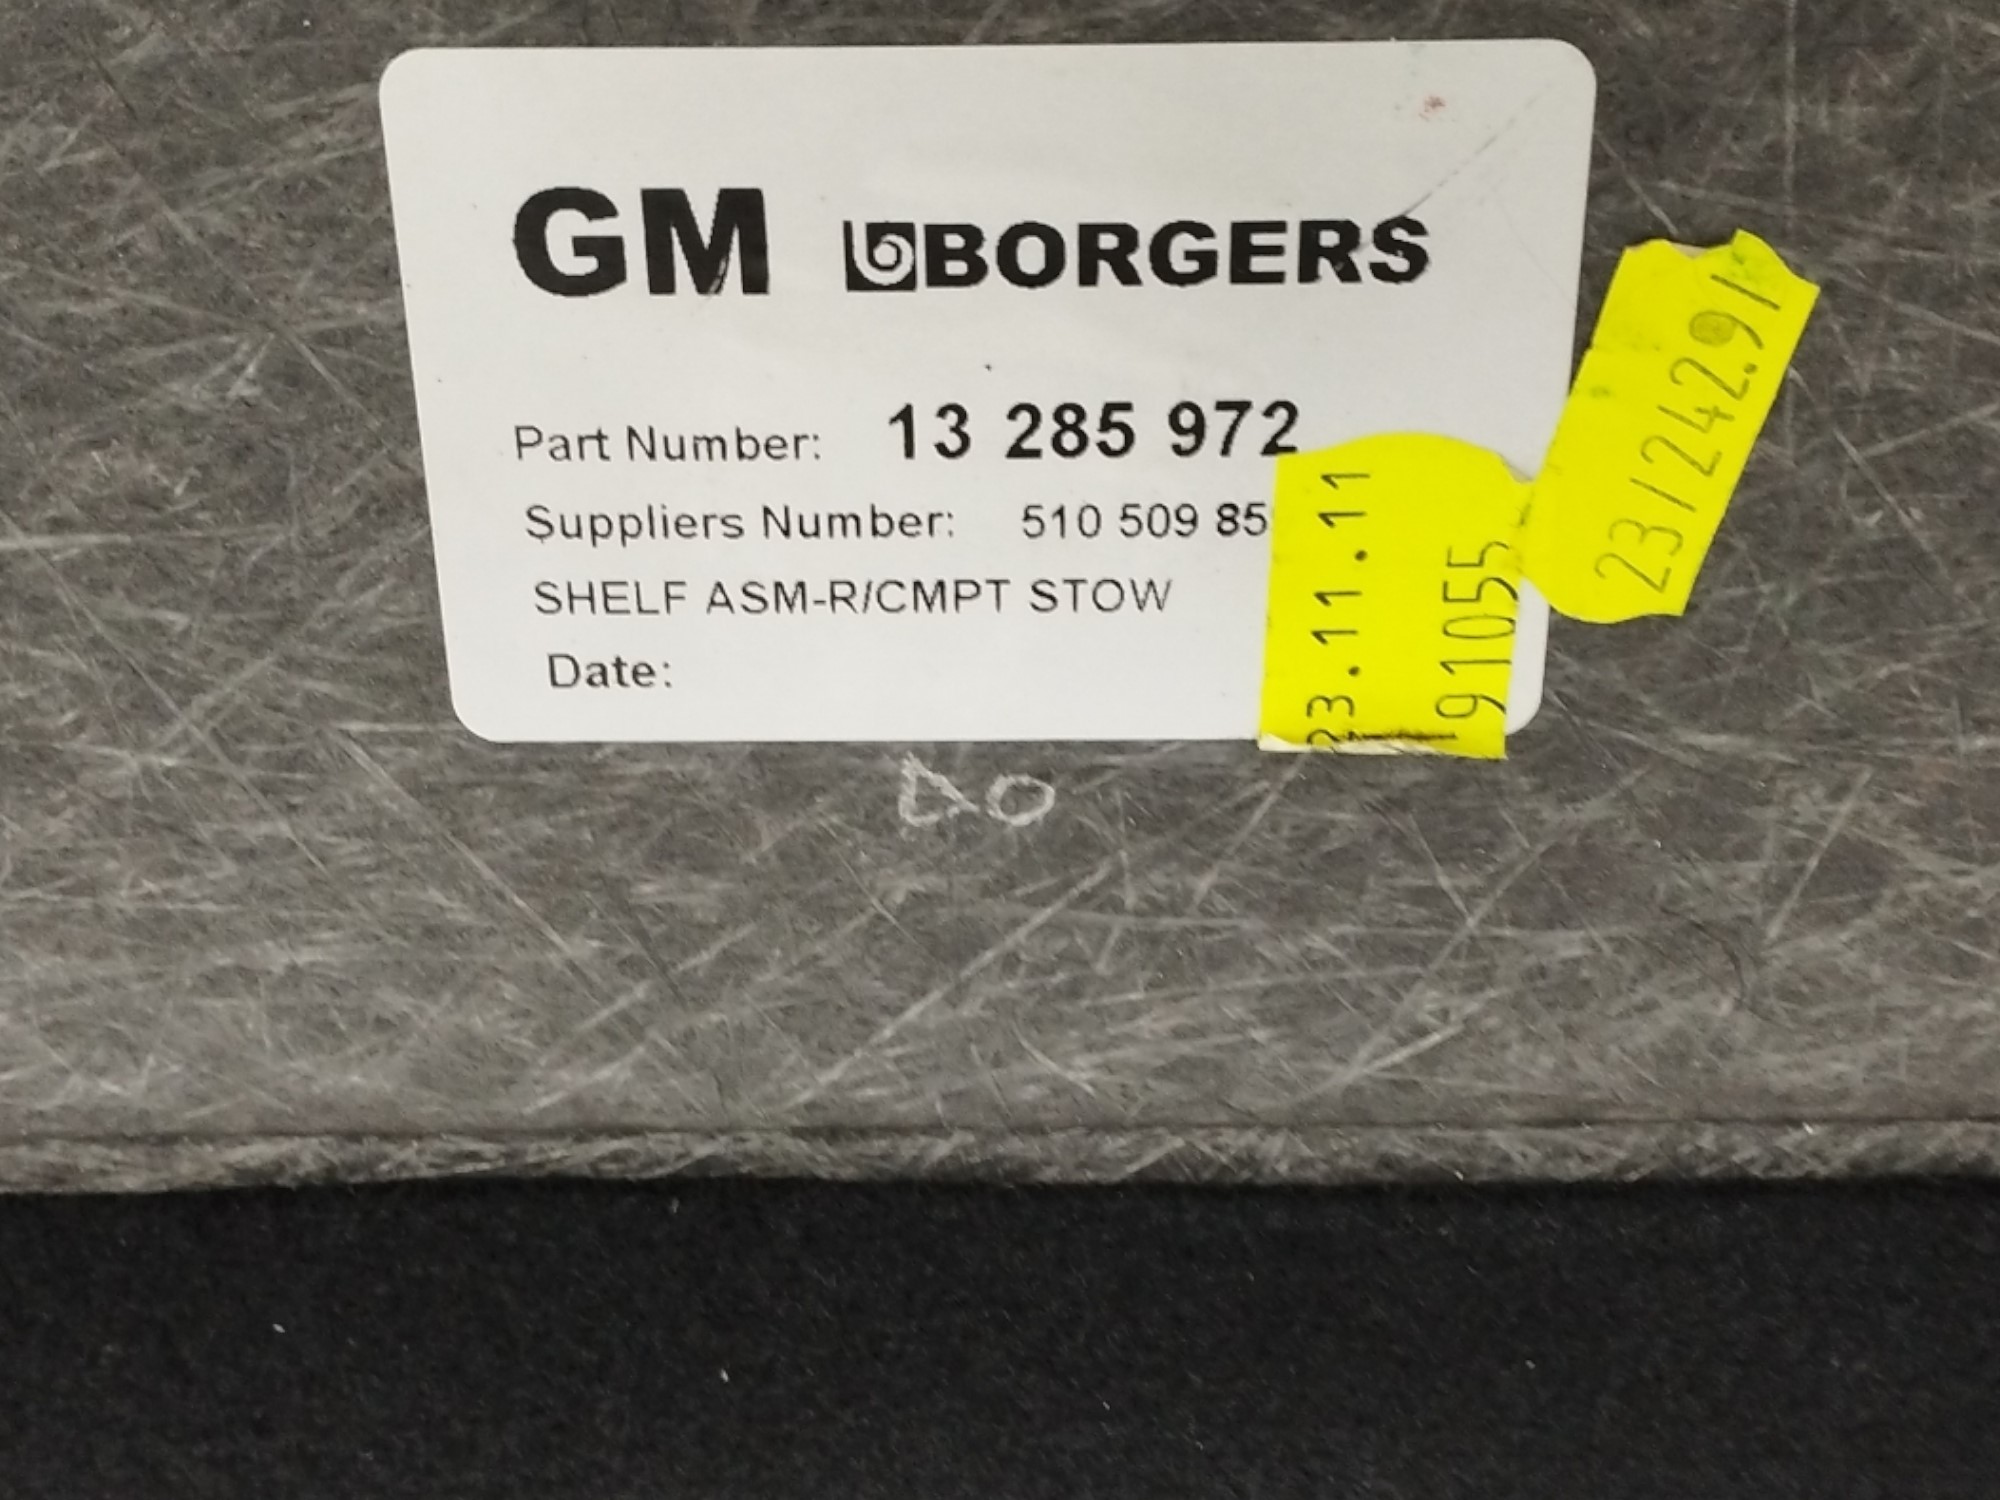 GM BORGERS
Part Number: 13 285 972
Suppliers Number: 510 509 85
SHELF ASM-R/CMPT STOW
Date:
23.11.11
91055
23/242.9/